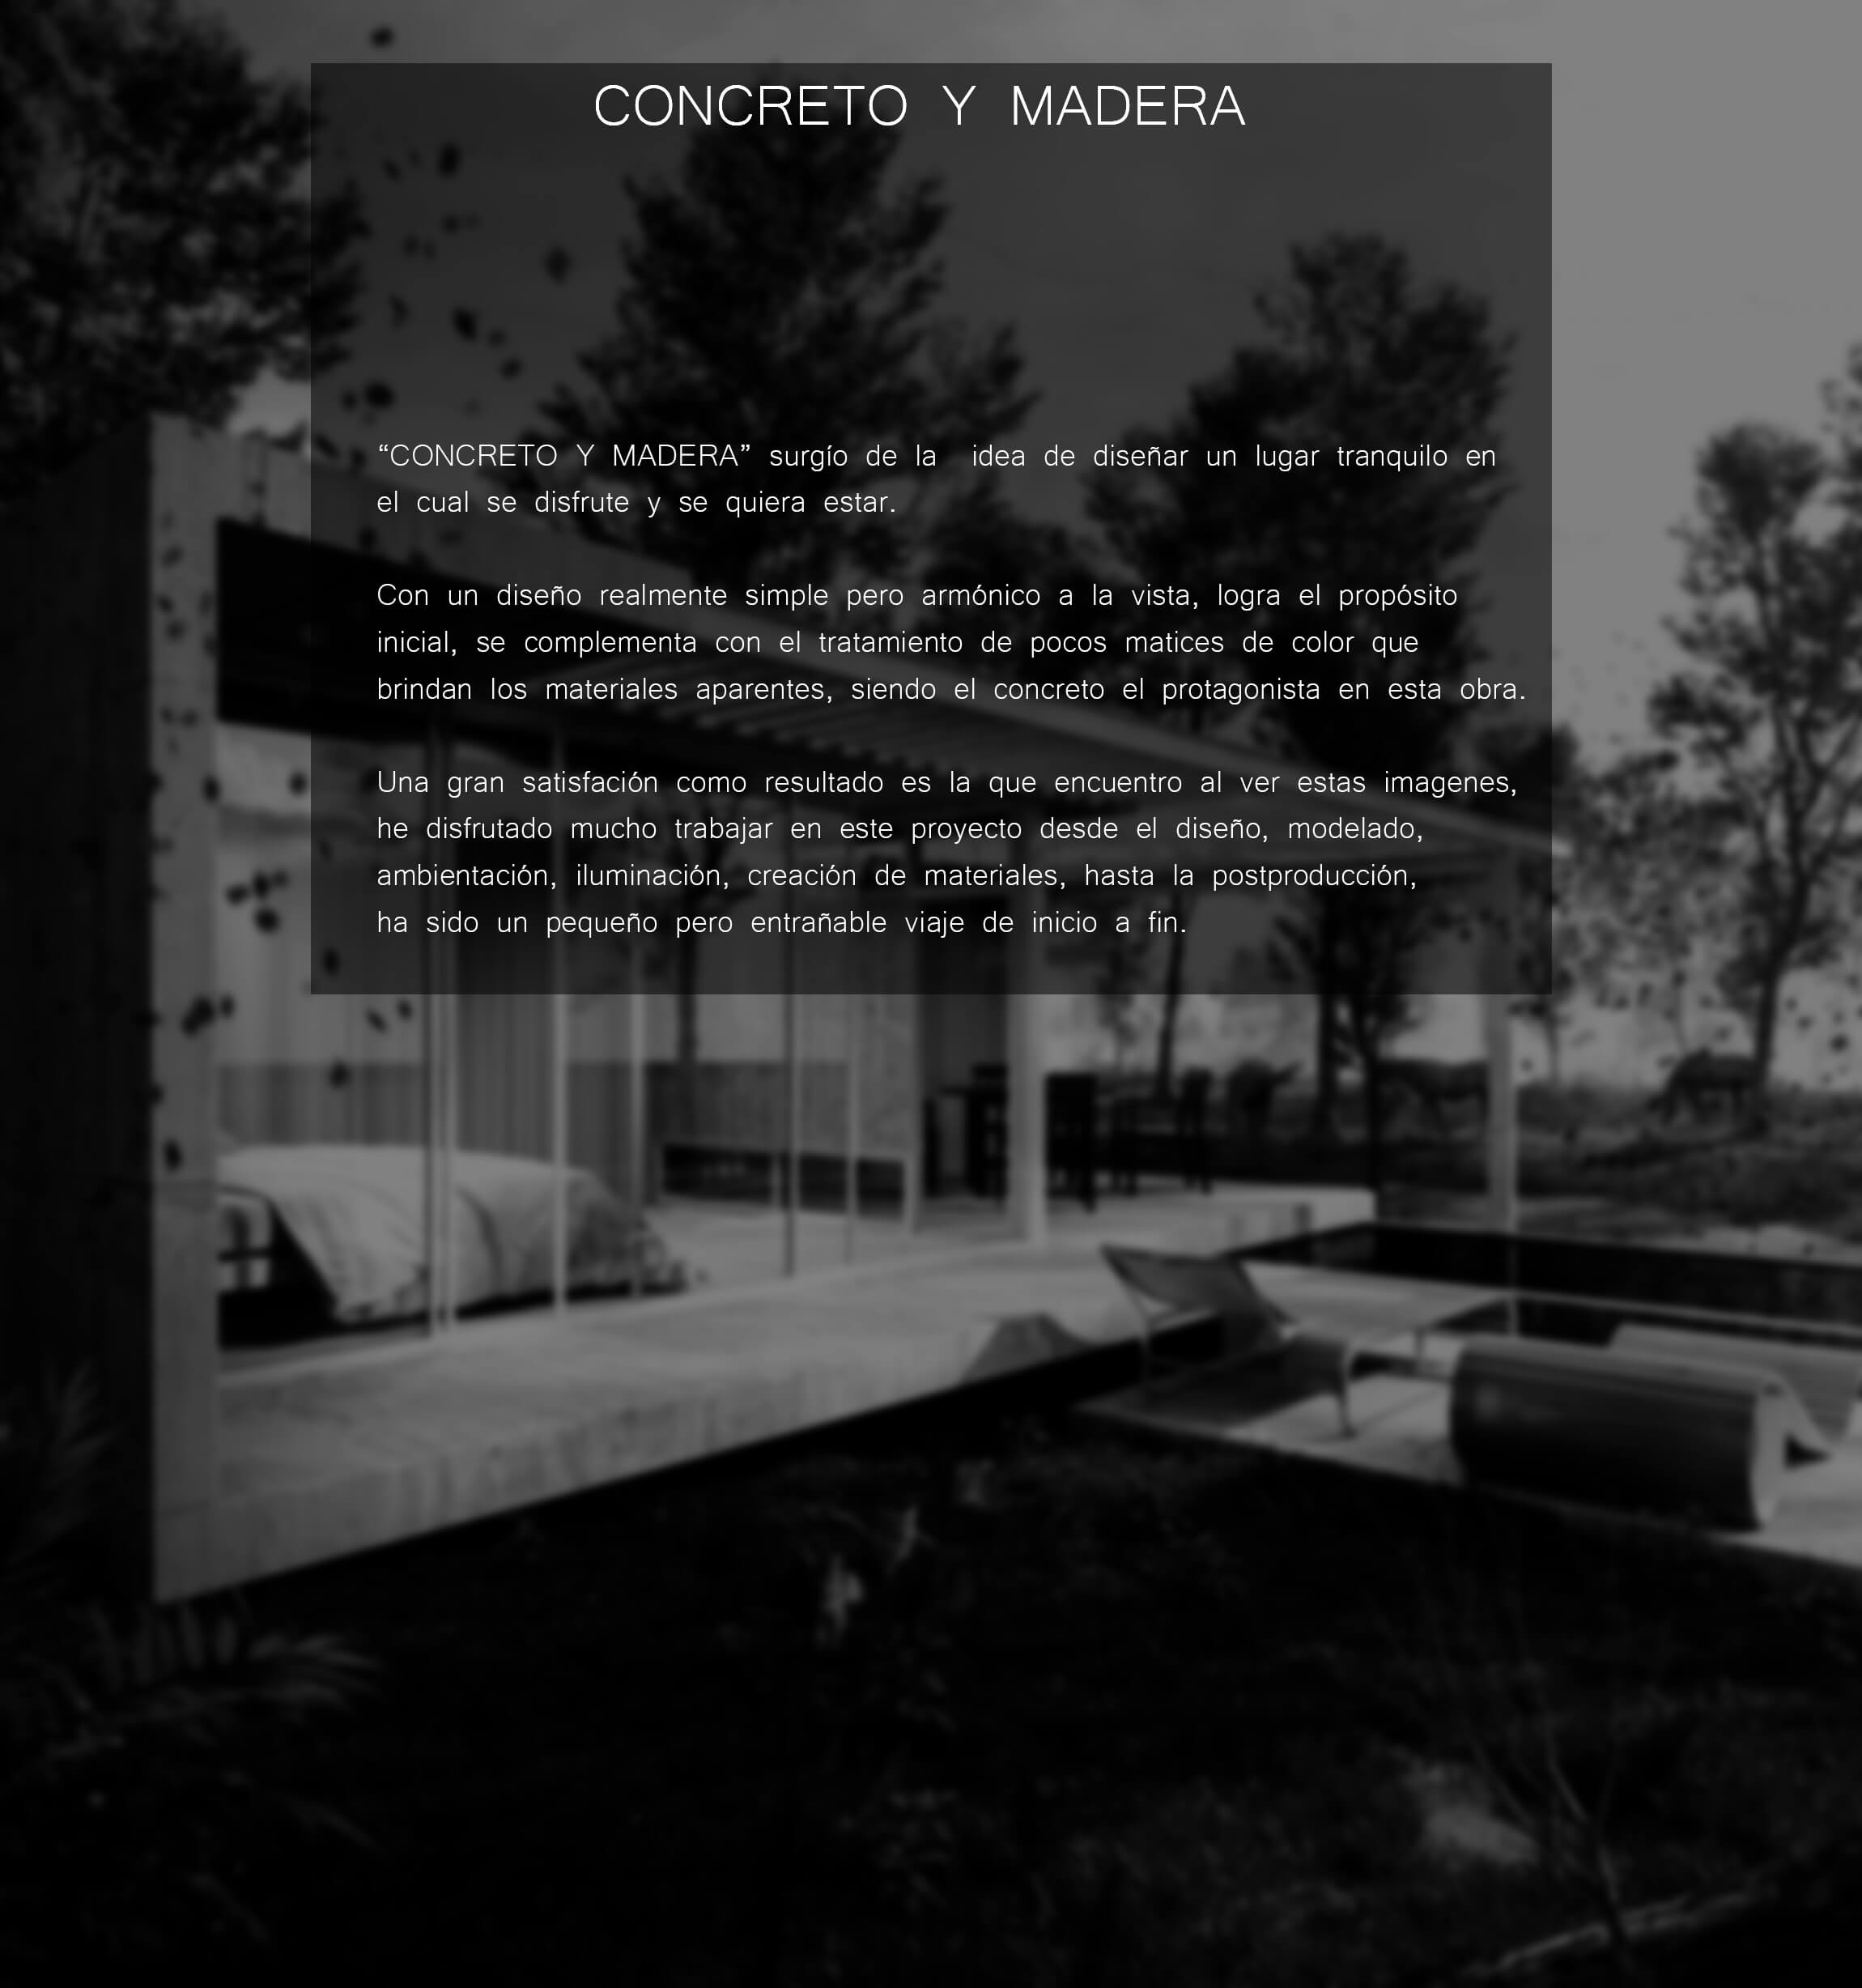 CONCRETO Y MADERA
“CONCRETO Y MADERA” surgío de la idea de diseñar un lugar tranquilo en
el cual se disfrute y se quiera estar.
Con un diseño realmente simple pero armónico a la vista, logra el propósito
inicial, se complementa con el tratamiento de pocos matices de color que
brindan los materiales aparentes, siendo el concreto el protagonista en esta obra.
Una gran satisfación como resultado es la que encuentro al ver estas imagenes,
he disfrutado mucho trabajar en este proyecto desde el diseño, modelado,
ambientación, iluminación, creación de materiales, hasta la postproducción,
ha sido un pequeño pero entrañable viaje de inicio a fin.